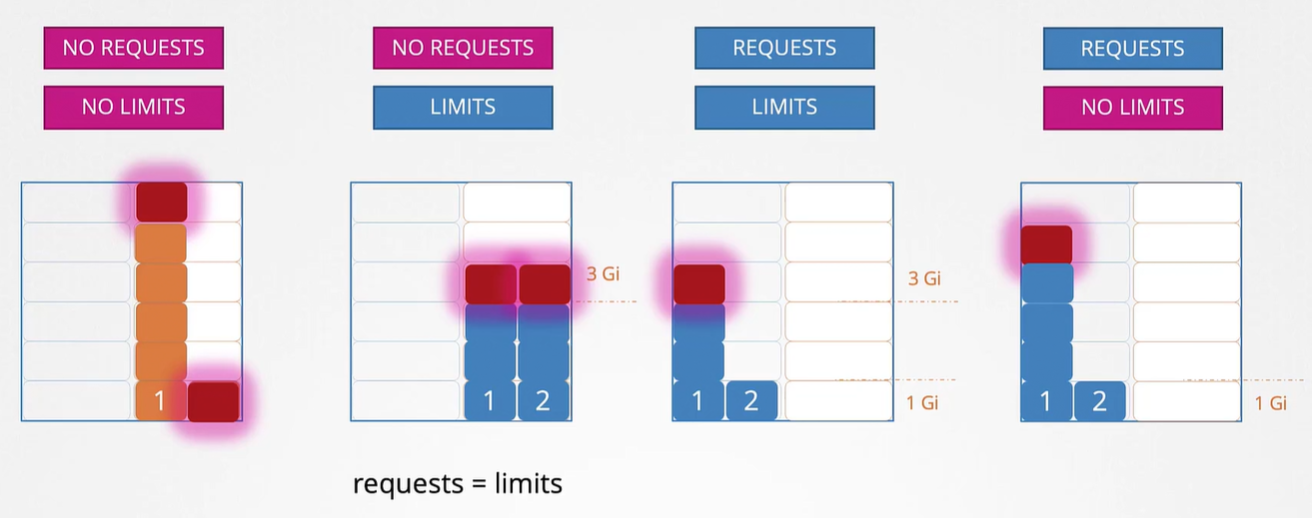 NO REQUESTS
NO LIMITS
1
NO REQUESTS
LIMITS
3 Gi
1
2
requests = limits
REQUESTS
LIMITS
3 Gi
1
2
1 Gi
REQUESTS
NO LIMITS
1
2
1 Gi